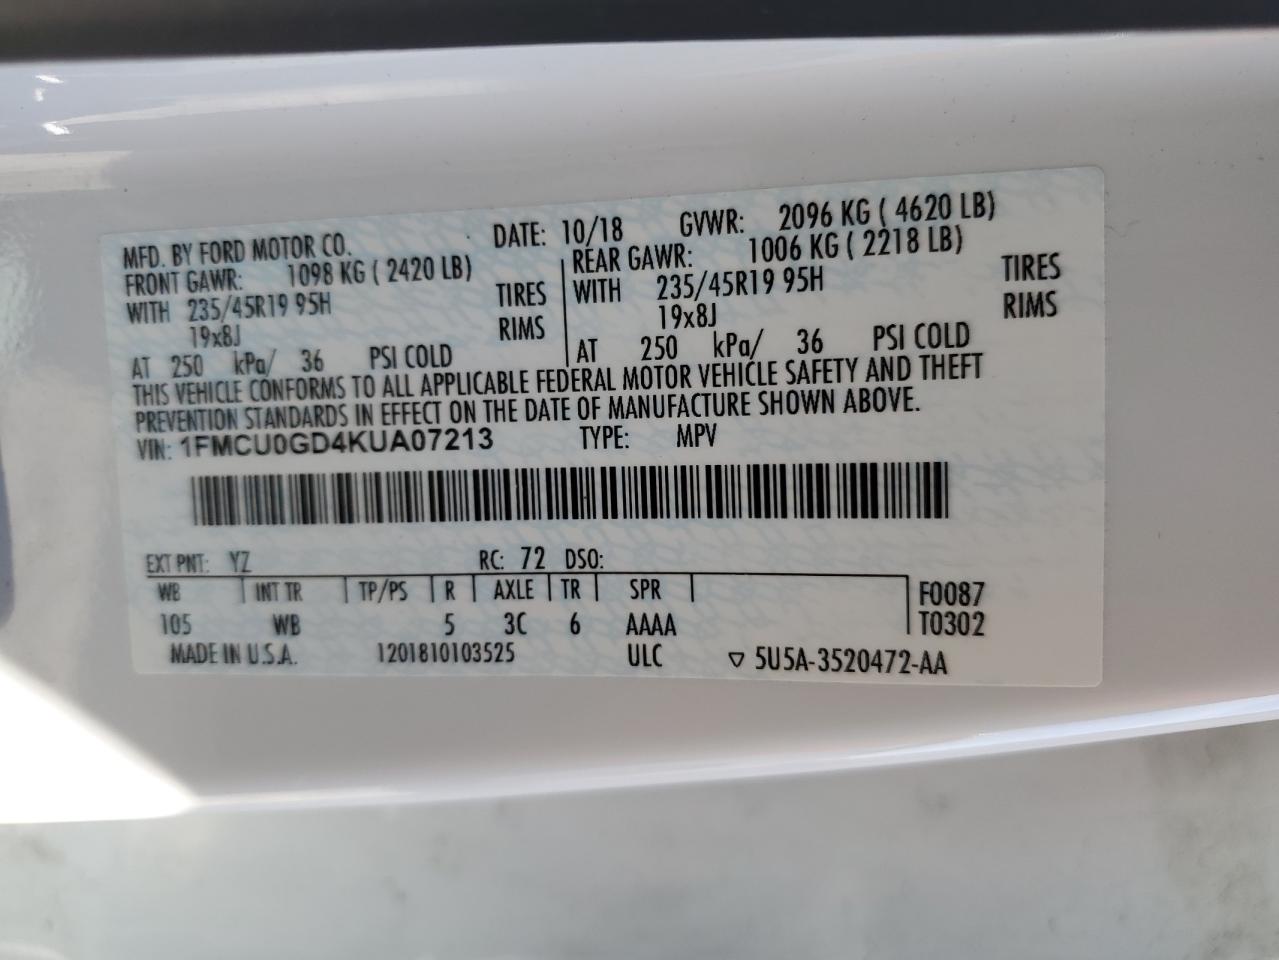 MFD. BY FORD MOTOR CO. DATE: 10/18 GVWR: 2096 KG ( 4620 LB)
FRONT GAWR: 1098 KG ( 2420 LB) REAR GAWR: 1006 KG ( 2218 LB)
WITH 235/45R19 95H TIRES WITH 235/45R19 95H TIRES
19x8J RIMS 19x8J RIMS
AT 250 kPa/ 36 PSI COLD AT 250 kPa/ 36 PSI COLD
THIS VEHICLE CONFORMS TO ALL APPLICABLE FEDERAL MOTOR VEHICLE SAFETY AND THEFT
PREVENTION STANDARDS IN EFFECT ON THE DATE OF MANUFACTURE SHOWN ABOVE.
VIN: 1FMCU0GD4KUA07213 TYPE: MPV
EXT PNT: YZ RC: 72 DSO:
WB INT TR TP/PS R AXLE TR SPR F0087
105 WB 5 3C 6 AAAA T0302
MADE IN U.S.A. 1201810103525 ULC ▽ 5U5A-3520472-AA